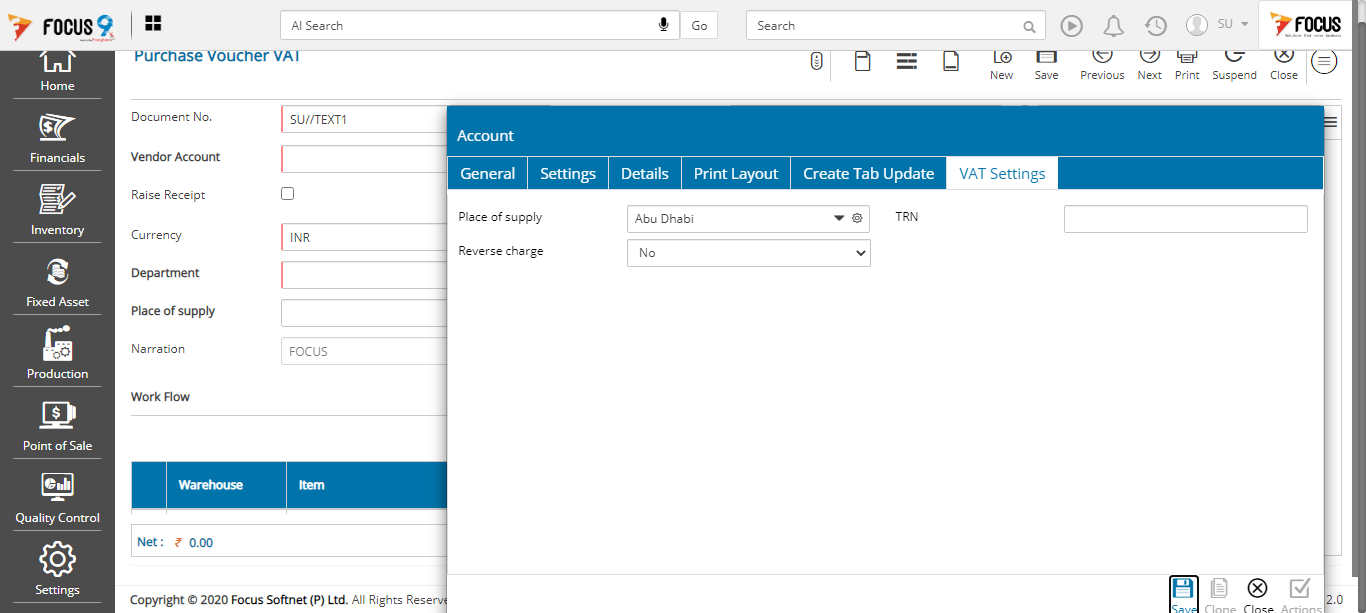 FOCUS 9
AI Search
Go
Search
SU
FOCUS
Purchase Voucher VAT
New
Save
Previous
Next
Print
Suspend
Close
Home
Financials
Inventory
Fixed Asset
Production
Point of Sale
Quality Control
Settings
Document No.
SU//TEXT1
Vendor Account
Raise Receipt
Currency
INR
Department
Place of supply
Narration
FOCUS
Work Flow
Warehouse
Item
Net : ₹ 0.00
Account
General
Settings
Details
Print Layout
Create Tab Update
VAT Settings
Place of supply
Abu Dhabi
TRN
Reverse charge
No
Save
Clone
Close
Actions
Copyright © 2020 Focus Softnet (P) Ltd. All Rights Reserve
2.0